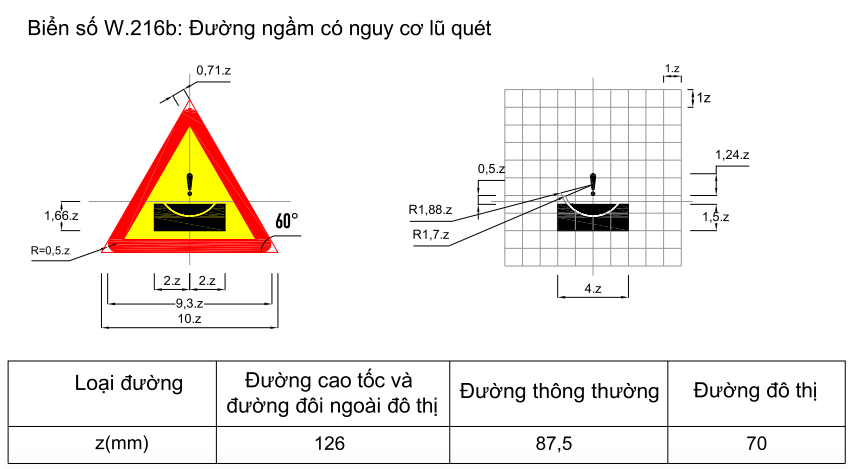 Biển số W.216b: Đường ngầm có nguy cơ lũ quét
0,71.z
1,66.z
60°
R=0,5.z
2.z
2.z
9,3.z
10.z
1.z
1z
0,5.z
1,24.z
R1,88.z
R1,7.z
1,5.z
4.z
Loại đường
Đường cao tốc và
đường đôi ngoài đô thị
Đường thông thường
Đường đô thị
z(mm)
126
87,5
70